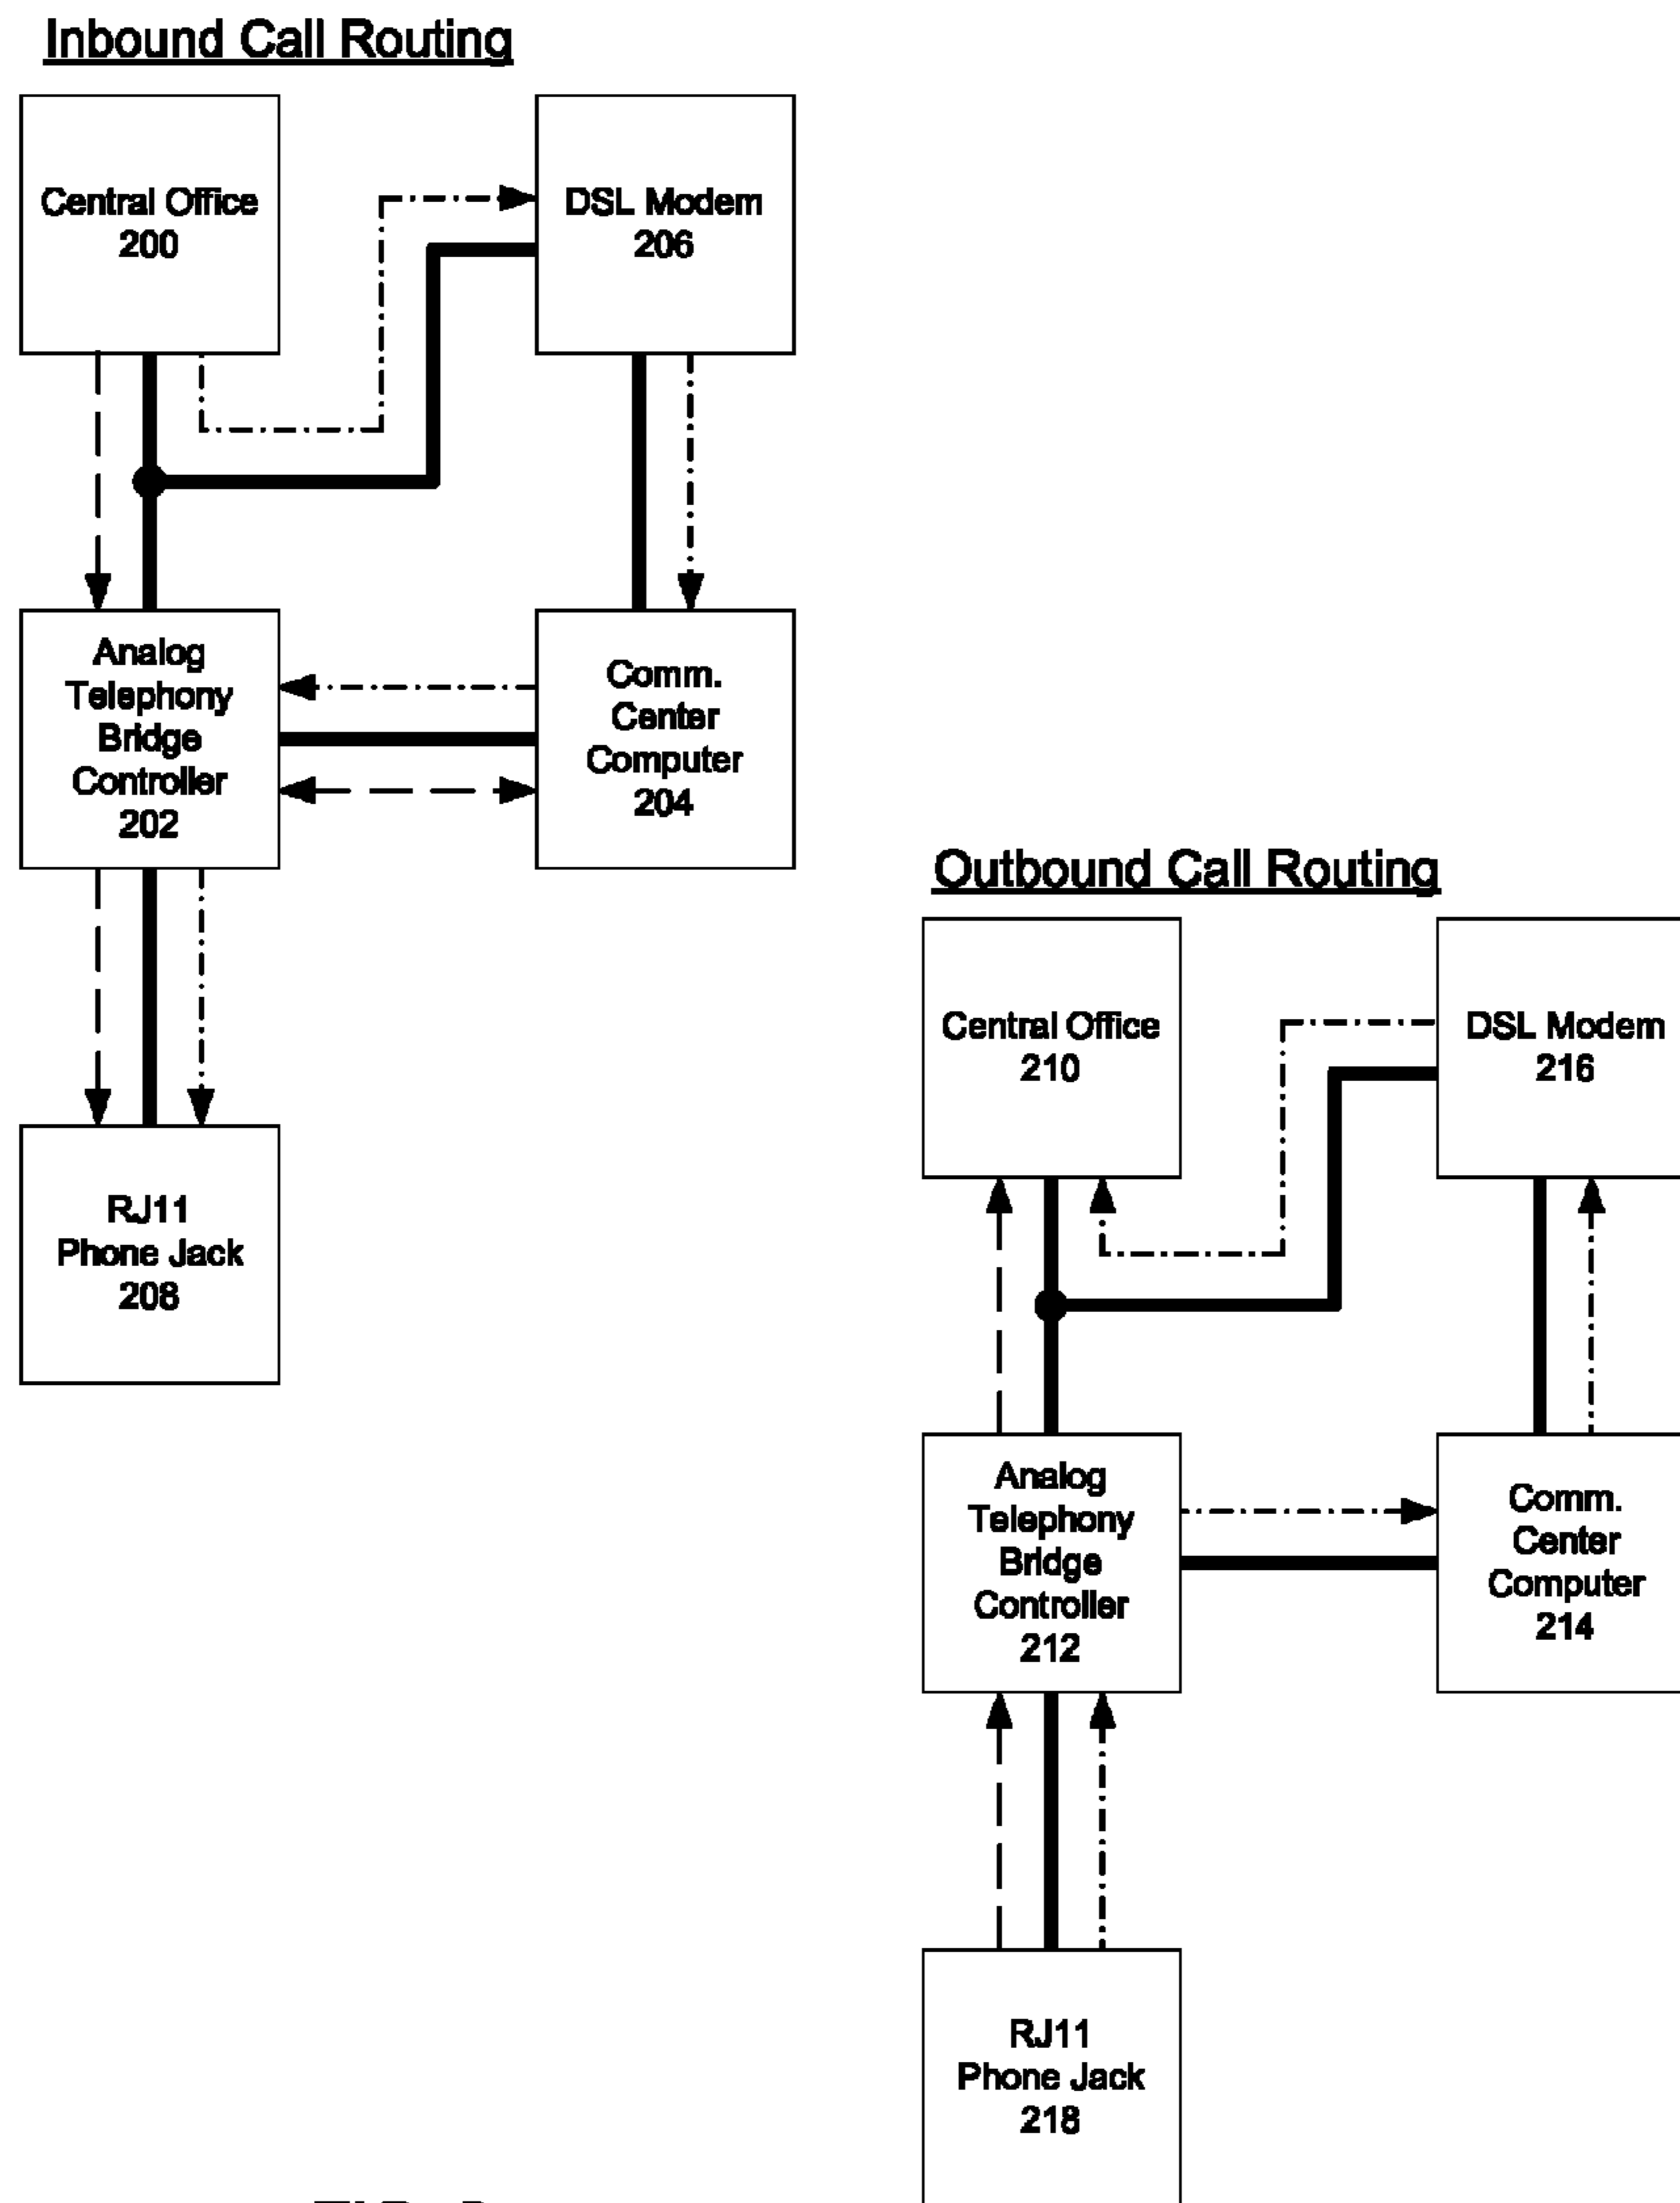 Inbound Call Routing
Central Office
200
DSL Modem
206
Analog
Telephony
Bridge
Controller
202
Comm.
Center
Computer
204
RJ11
Phone Jack
208
Outbound Call Routing
Central Office
210
DSL Modem
216
Analog
Telephony
Bridge
Controller
212
Comm.
Center
Computer
214
RJ11
Phone Jack
218